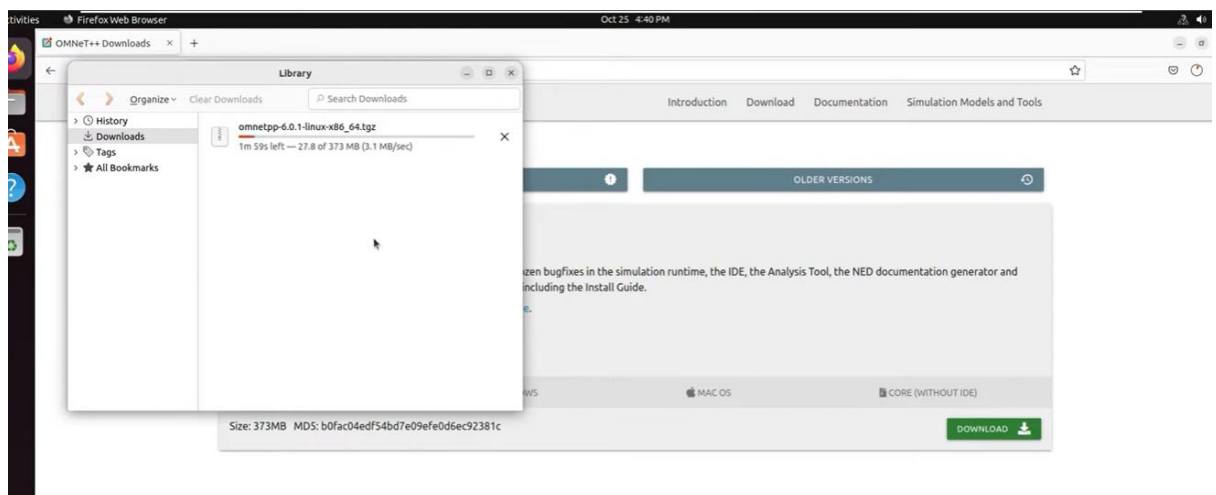 tivities Firefox Web Browser Oct 25 4:40 PM
OMNeT++ Downloads × +
Library
Organize Clear Downloads Search Downloads
Introduction Download Documentation Simulation Models and Tools
History
Downloads
Tags
All Bookmarks
omnetpp-6.0.1-linux-x86_64.tgz
1m 59s left — 27.8 of 373 MB (3.1 MB/sec)
OLDER VERSIONS
zen bugfixes in the simulation runtime, the IDE, the Analysis Tool, the NED documentation generator and
including the Install Guide.
e.
WS MAC OS CORE (WITHOUT IDE)
Size: 373MB MD5: b0fac04edf54bd7e09efe0d6ec92381c
DOWNLOAD